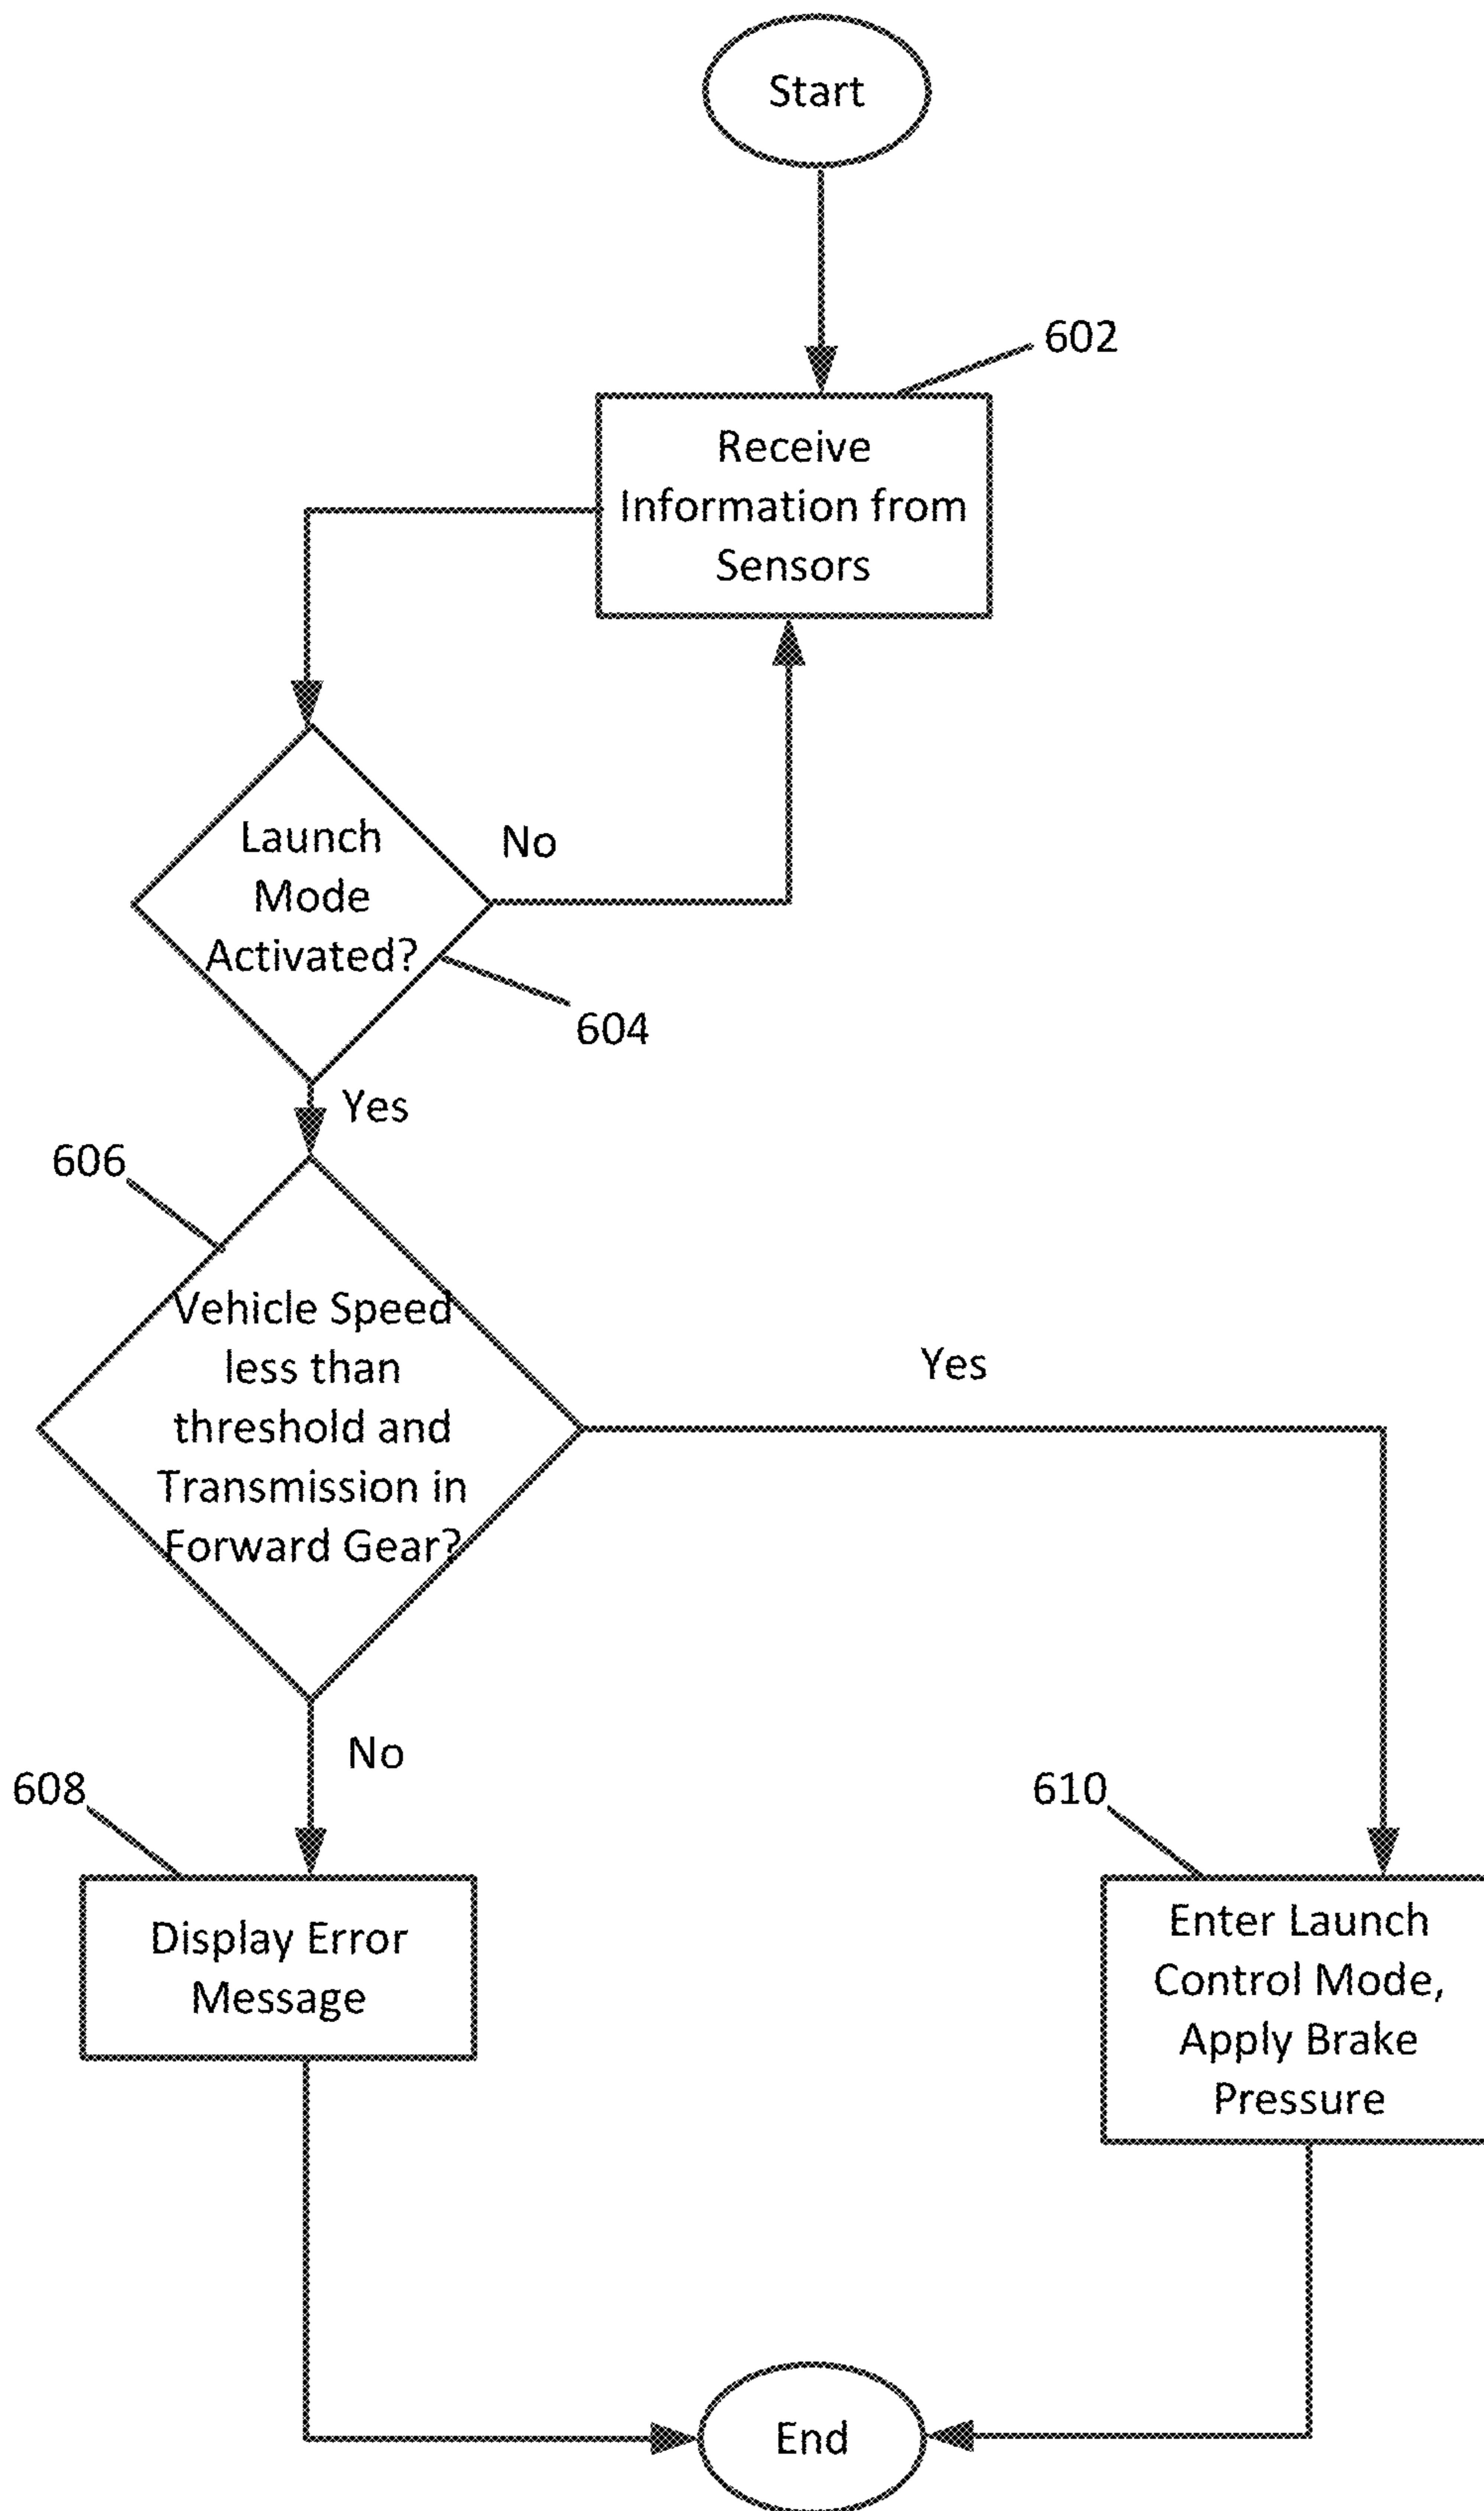 Start
602
Receive
Information from
Sensors
Launch
Mode
Activated?
No
604
Yes
606
Vehicle Speed
less than
threshold and
Transmission in
Forward Gear?
Yes
No
608
610
Display Error
Message
Enter Launch
Control Mode,
Apply Brake
Pressure
End